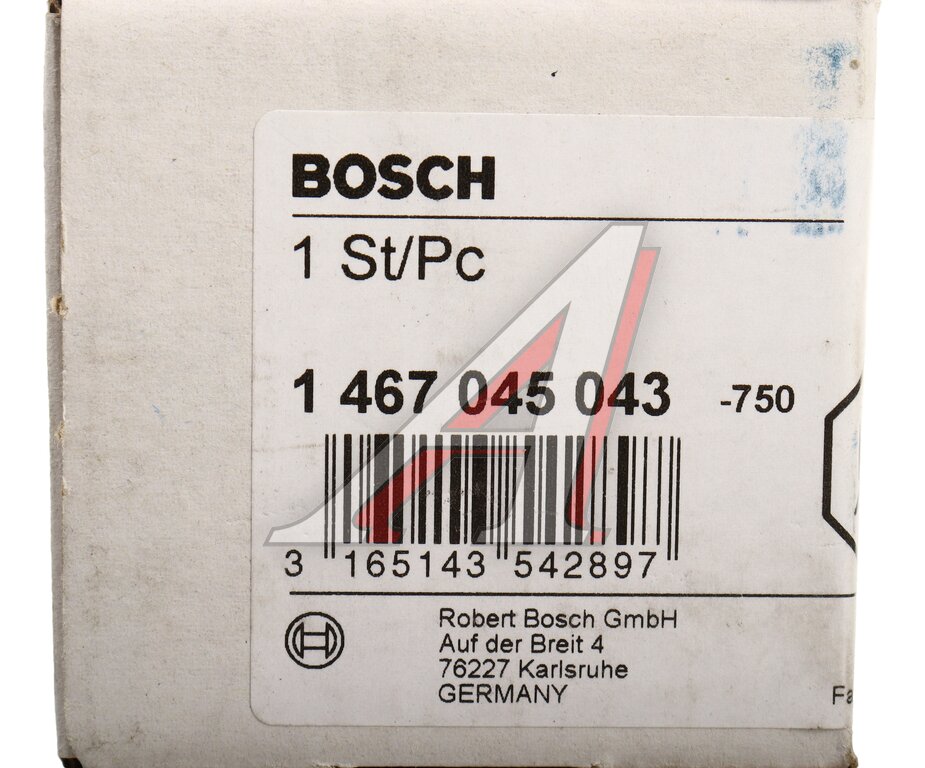 BOSCH
1 St/Pc
1 467 045 043 -750
3 165143 542897
Robert Bosch GmbH
Auf der Breit 4
76227 Karlsruhe
GERMANY